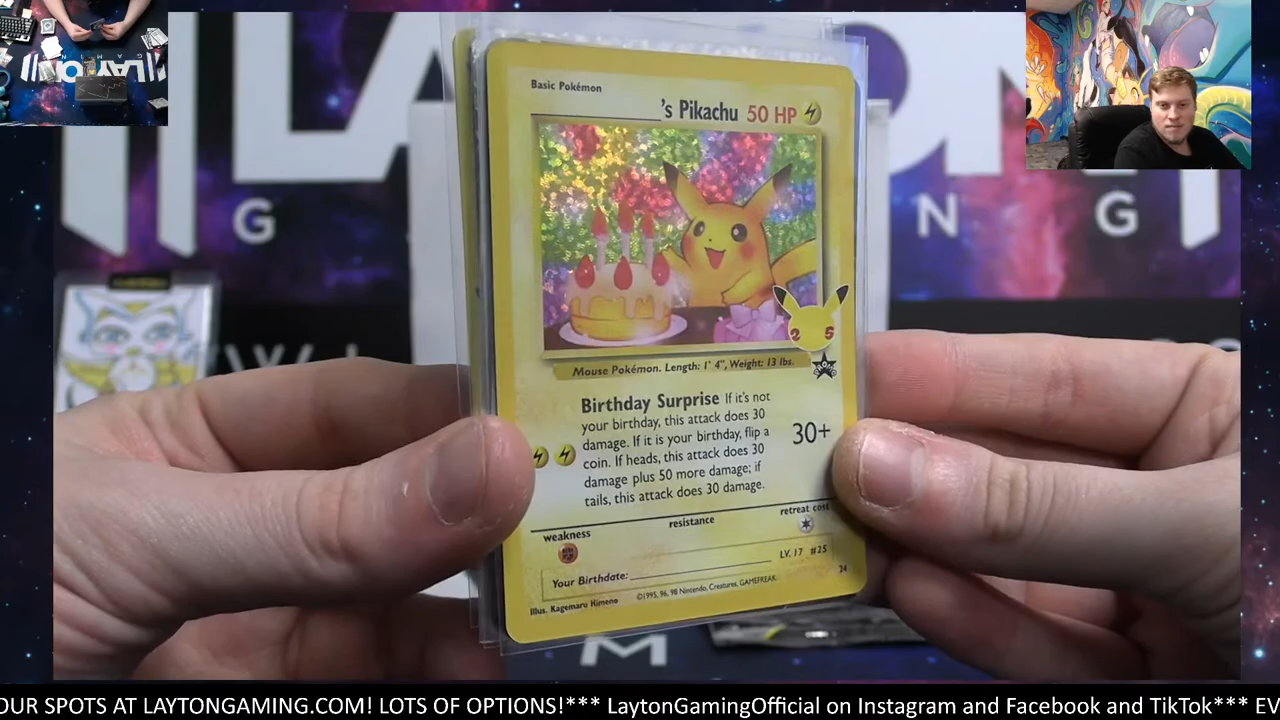 LAYTON
G
N G
Basic Pokémon
________'s Pikachu 50 HP
25
Mouse Pokémon. Length: 1' 4", Weight: 13 lbs.
Birthday Surprise If it's not
your birthday, this attack does 30
damage. If it is your birthday, flip a
coin. If heads, this attack does 30
damage plus 50 more damage; if
tails, this attack does 30 damage.
30+
weakness
resistance
retreat cost
LV. 17 #25
Your Birthdate:________
24
Illus. Kagemaru Himeno
©1995, 96, 98 Nintendo, Creatures, GAMEFREAK.
M
OUR SPOTS AT LAYTONGAMING.COM! LOTS OF OPTIONS!*** LaytonGamingOfficial on Instagram and Facebook and TikTok*** EV